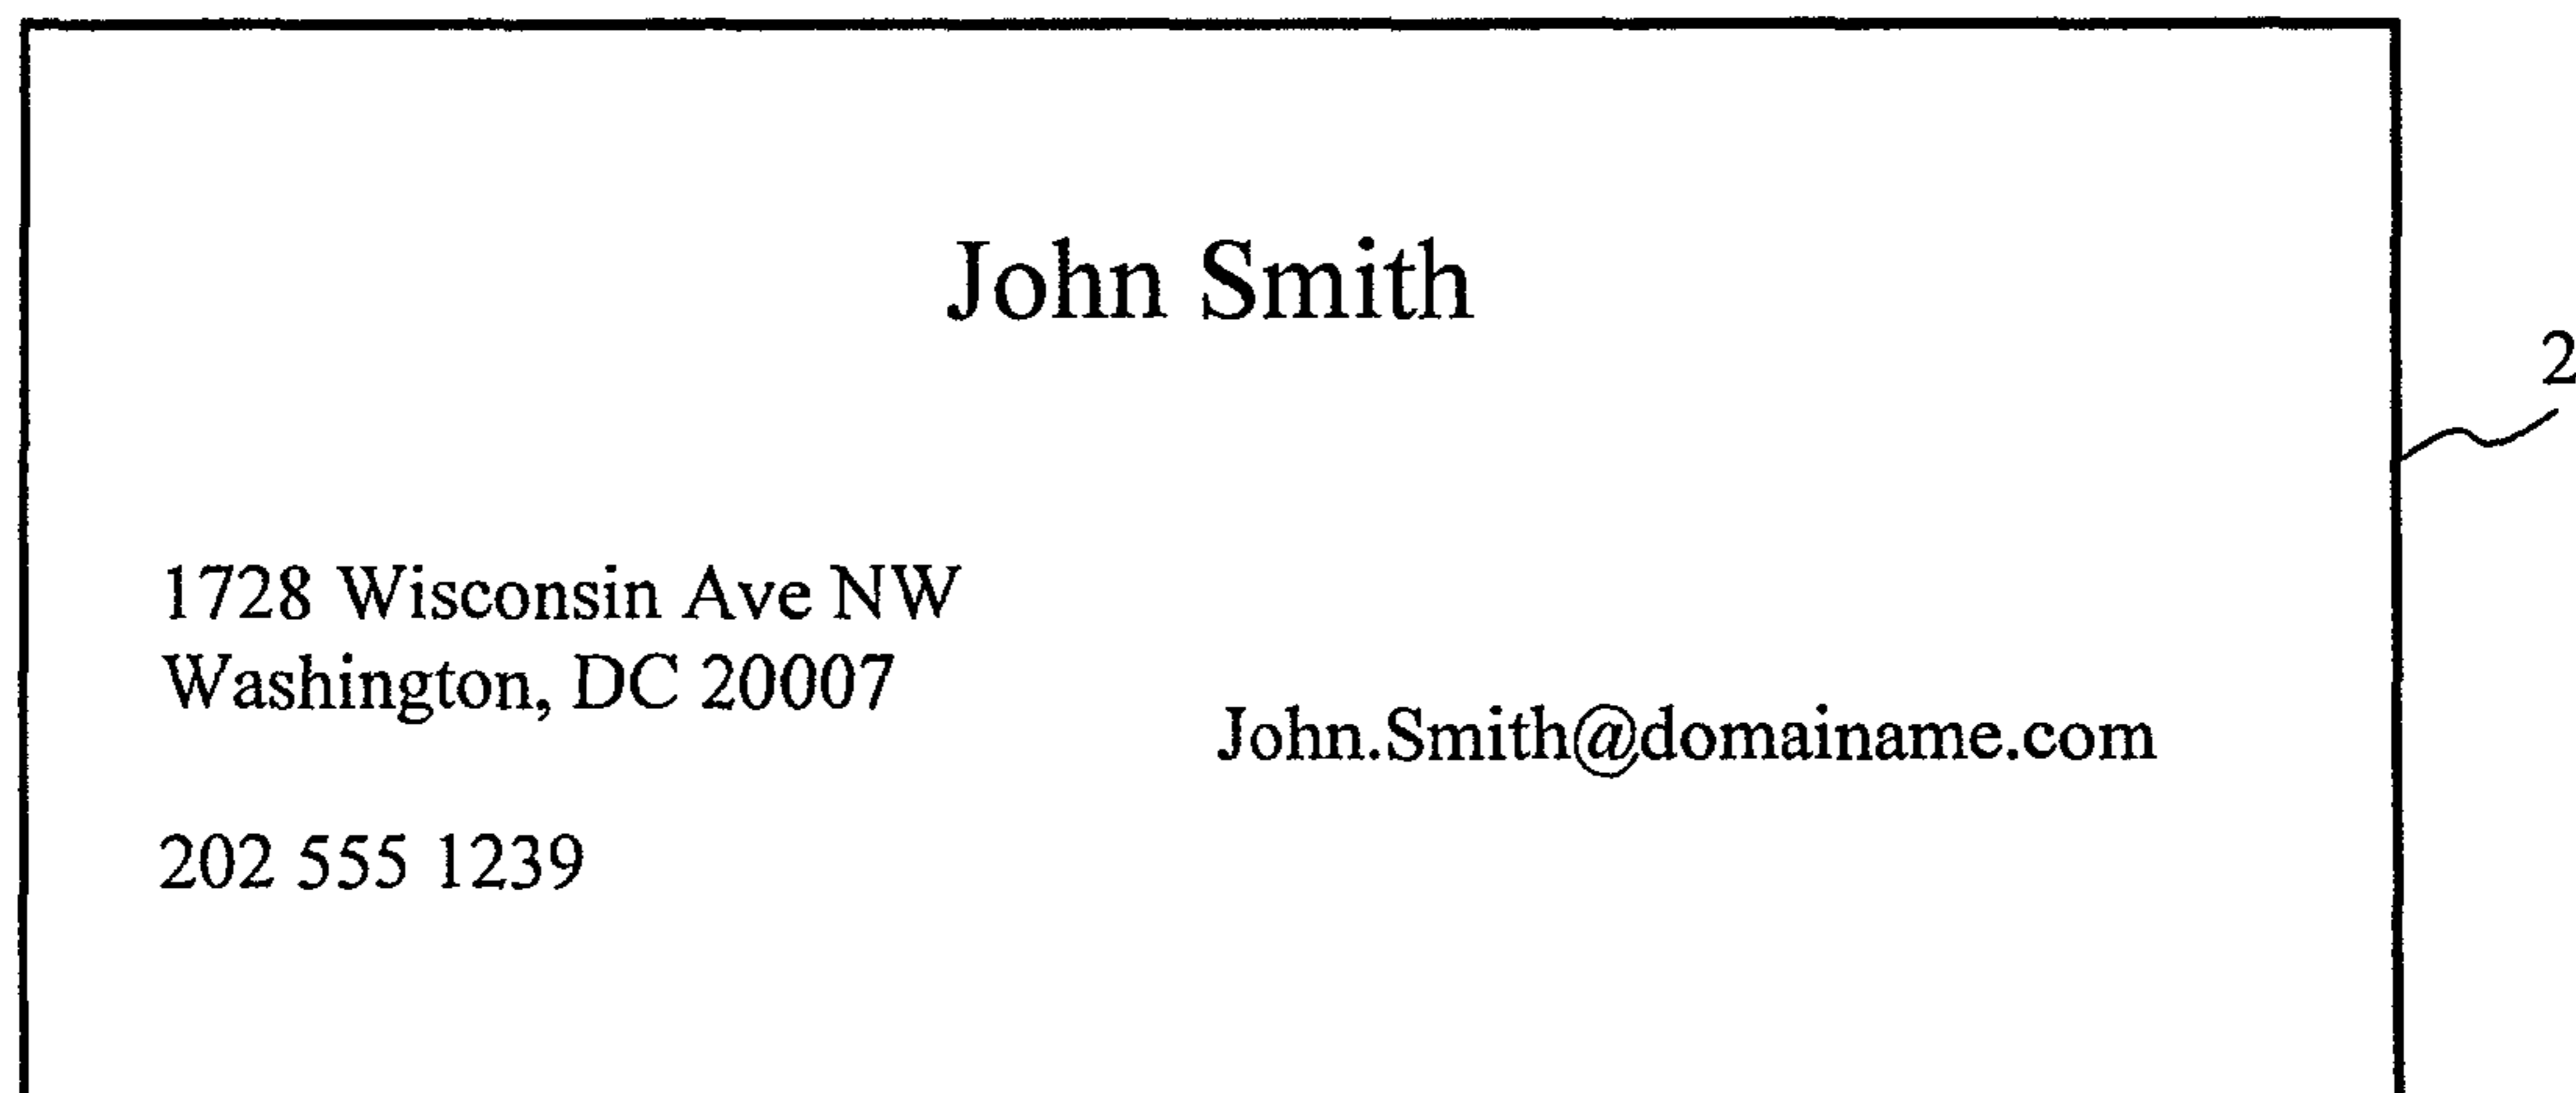 John Smith
2
1728 Wisconsin Ave NW
Washington, DC 20007
John.Smith@domainame.com
202 555 1239